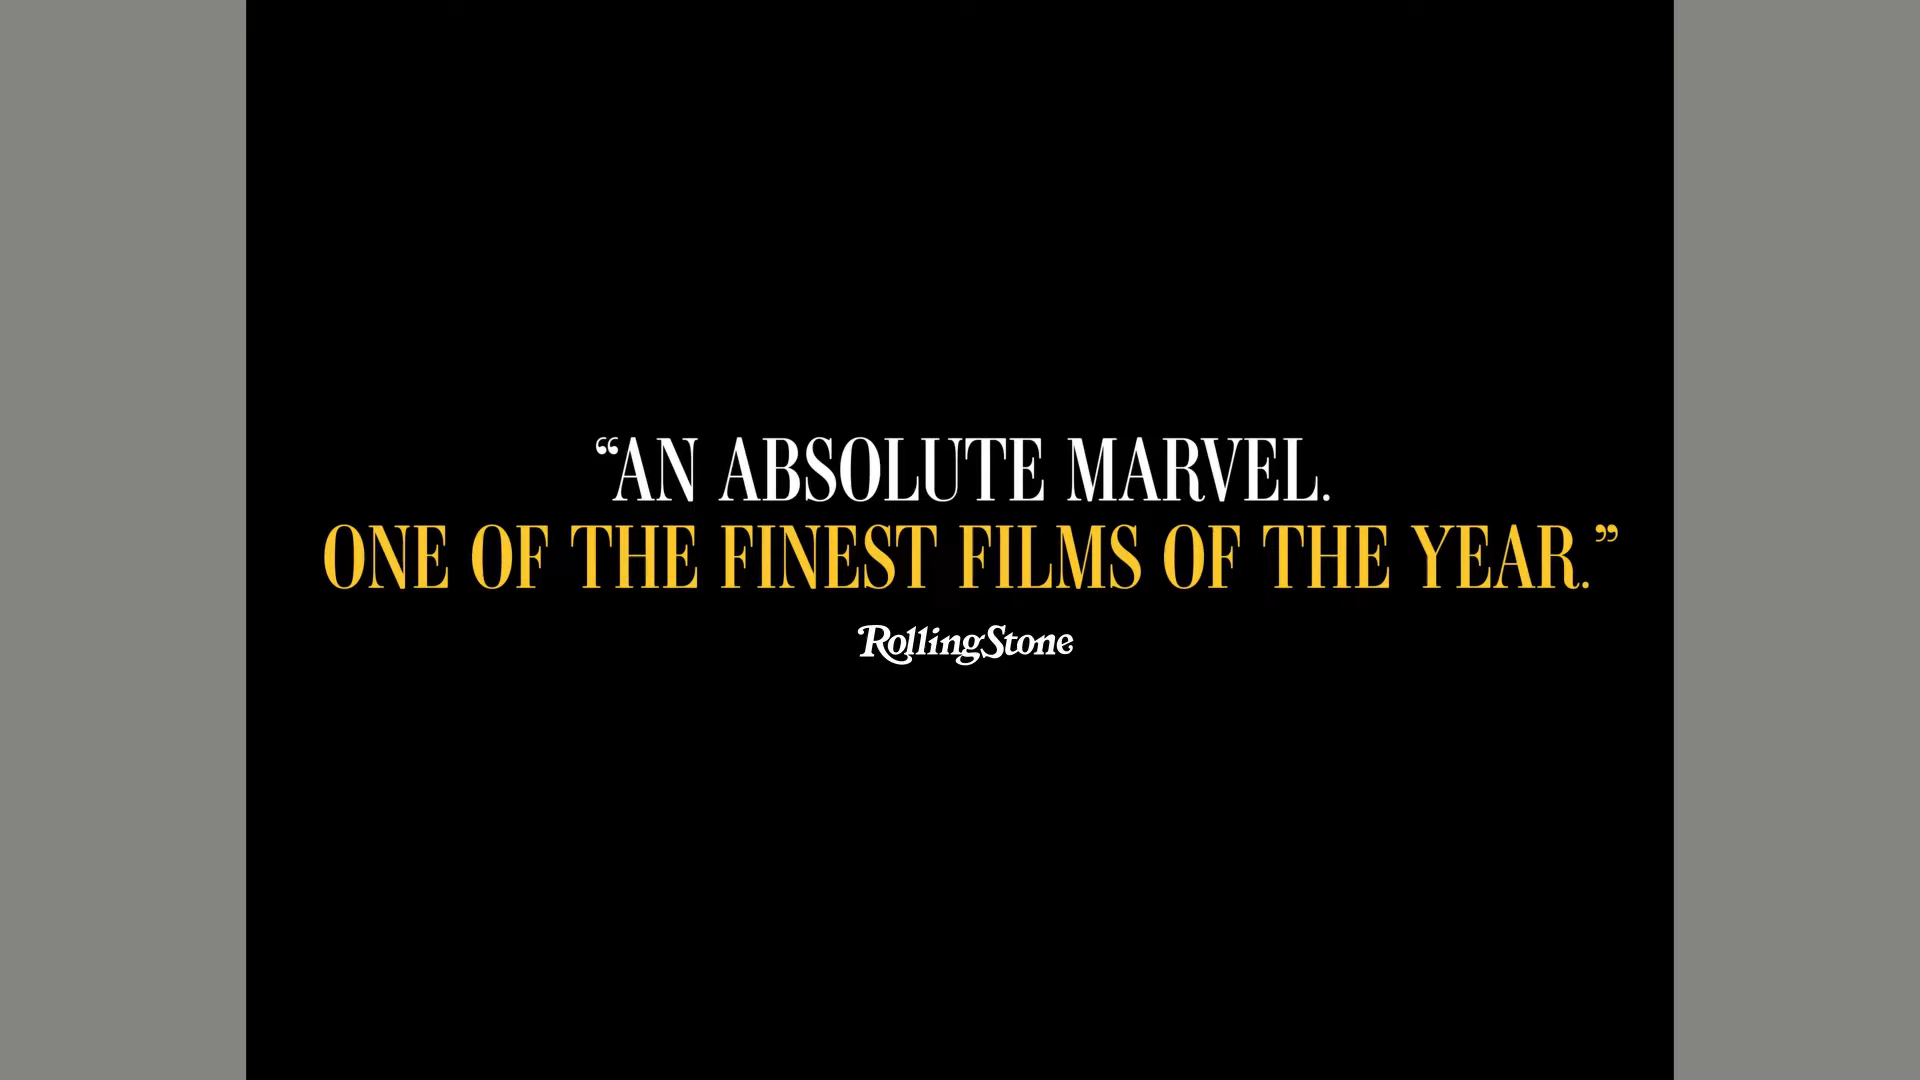 “AN ABSOLUTE MARVEL.
ONE OF THE FINEST FILMS OF THE YEAR.”
RollingStone